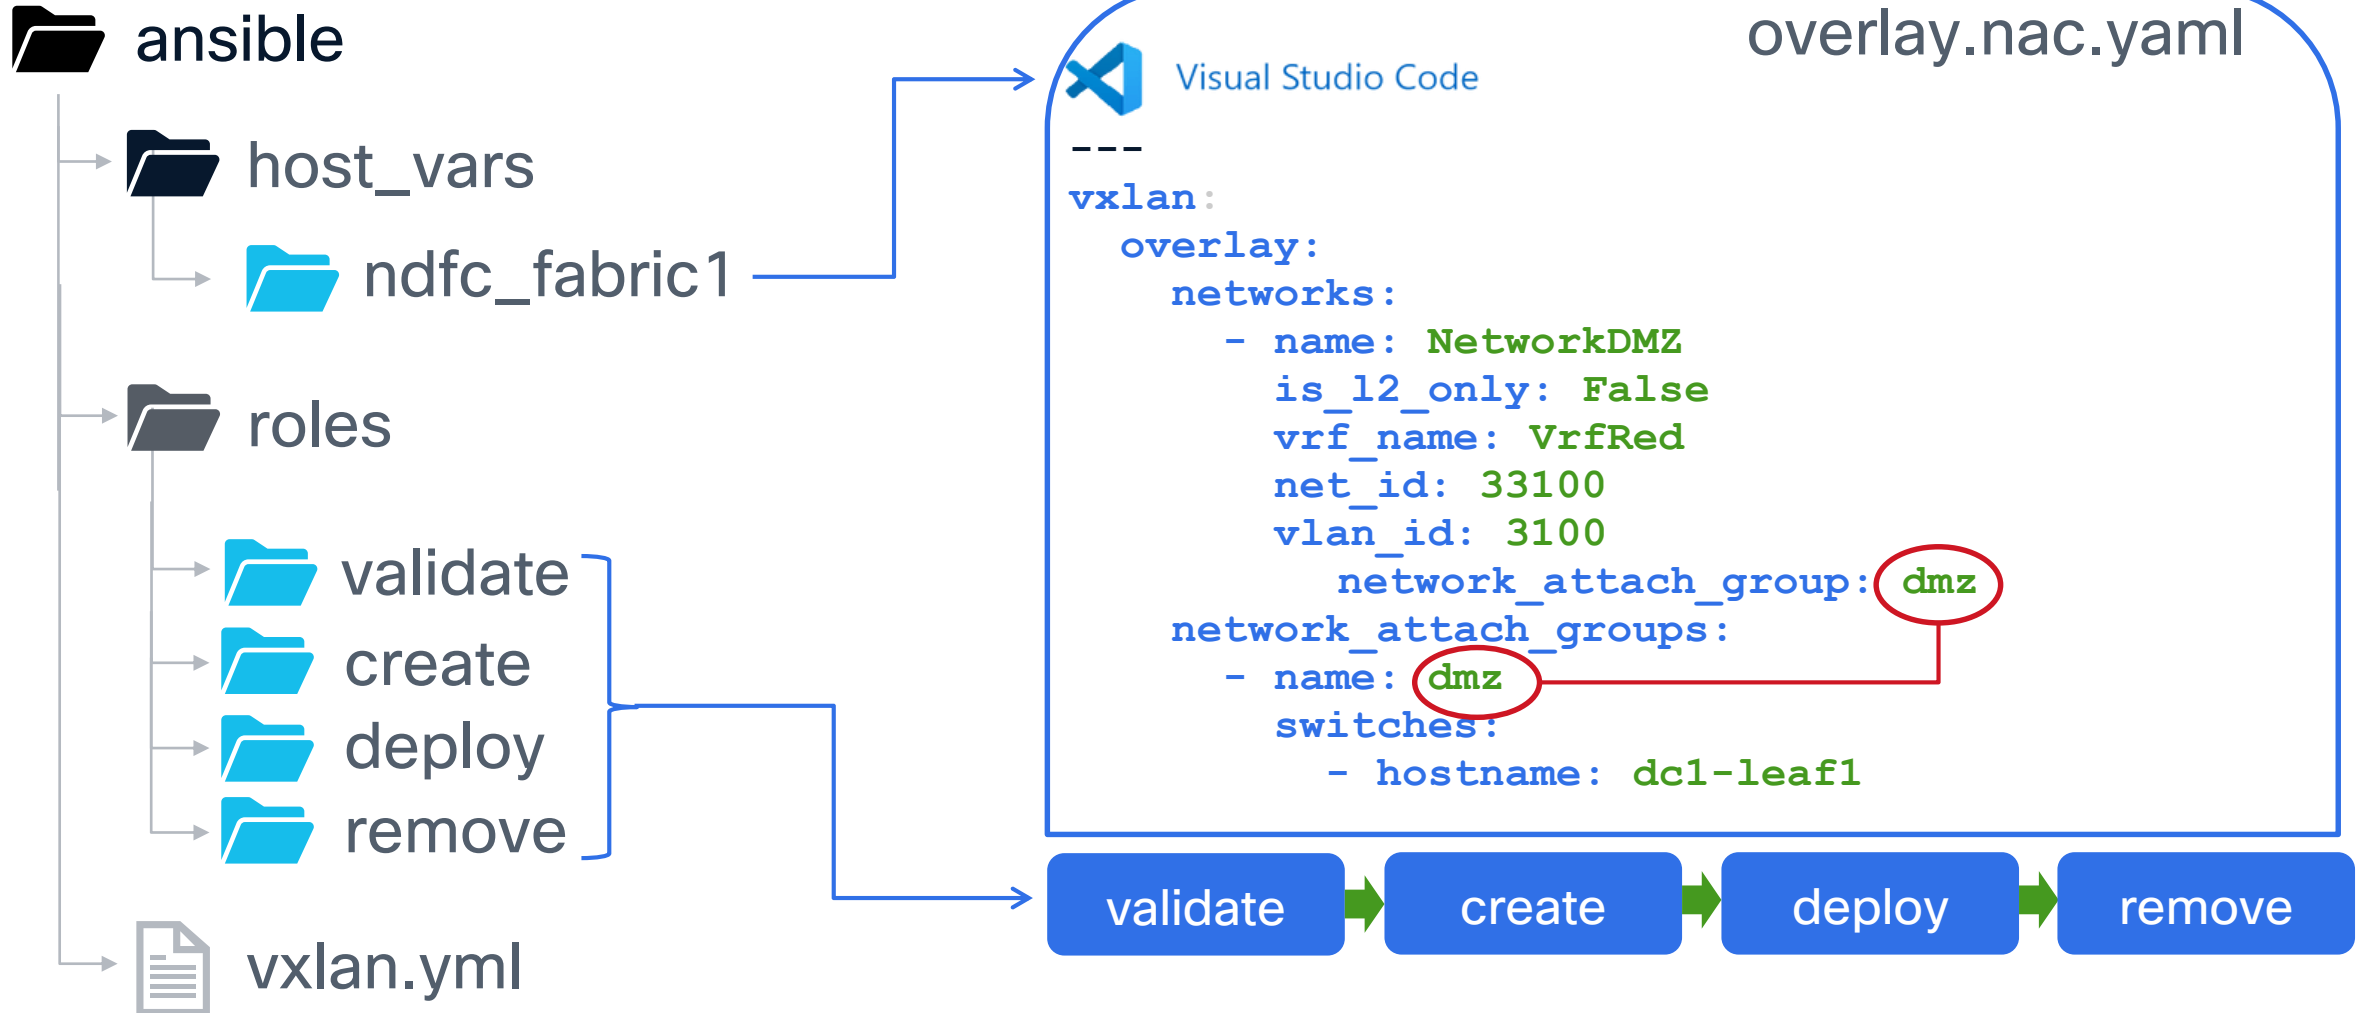 ansible
host_vars
ndfc_fabric1
roles
validate
create
deploy
remove
vxlan.yml
overlay.nac.yaml
Visual Studio Code
---
vxlan:
  overlay:
    networks:
      - name: NetworkDMZ
        is_l2_only: False
        vrf_name: VrfRed
        net_id: 33100
        vlan_id: 3100
          network_attach_group: dmz
    network_attach_groups:
      - name: dmz
        switches:
          - hostname: dc1-leaf1
validate create deploy remove